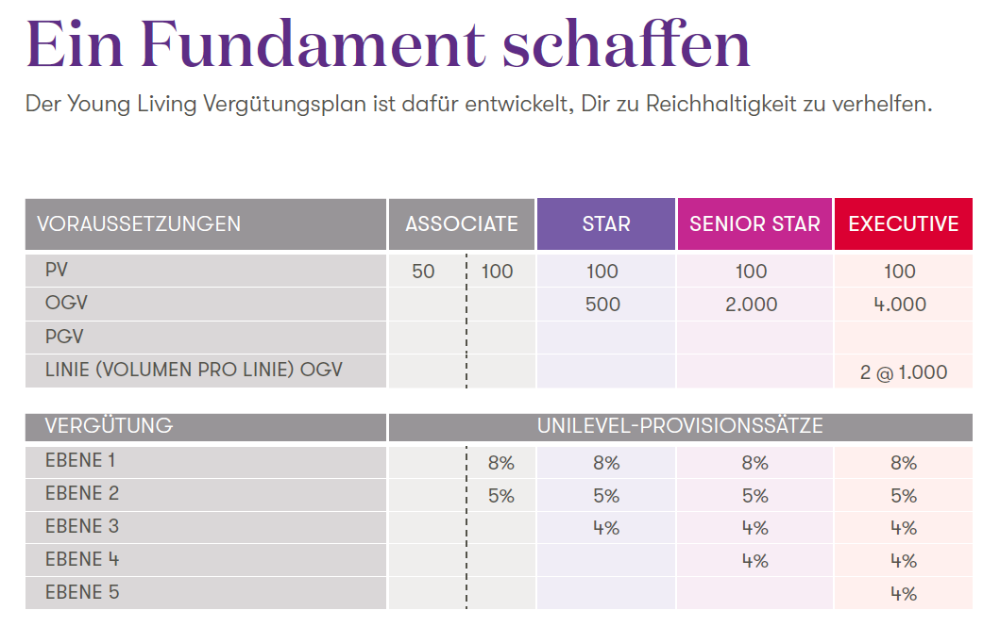 Ein Fundament schaffen
Der Young Living Vergütungsplan ist dafür entwickelt, Dir zu Reichhaltigkeit zu verhelfen.
VORAUSSETZUNGEN ASSOCIATE STAR SENIOR STAR EXECUTIVE
PV 50 100 100 100 100
OGV 500 2.000 4.000
PGV
LINIE (VOLUMEN PRO LINIE) OGV 2 @ 1.000
VERGÜTUNG UNILEVEL-PROVISIONSSÄTZE
EBENE 1 8% 8% 8% 8%
EBENE 2 5% 5% 5% 5%
EBENE 3 4% 4% 4%
EBENE 4 4% 4%
EBENE 5 4%